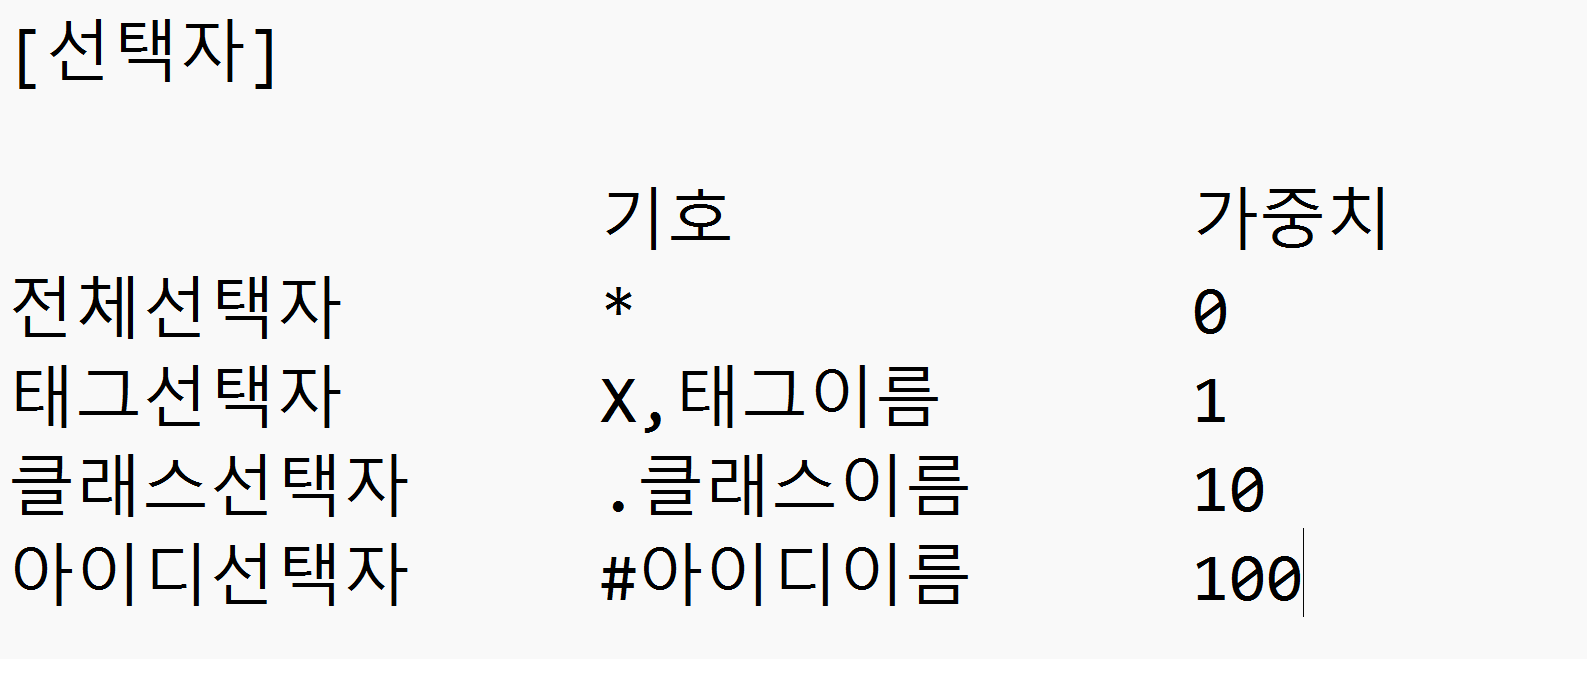 [선택자]
기호 가중치
전체선택자 * 0
태그선택자 X,태그이름 1
클래스선택자 .클래스이름 10
아이디선택자 #아이디이름 100